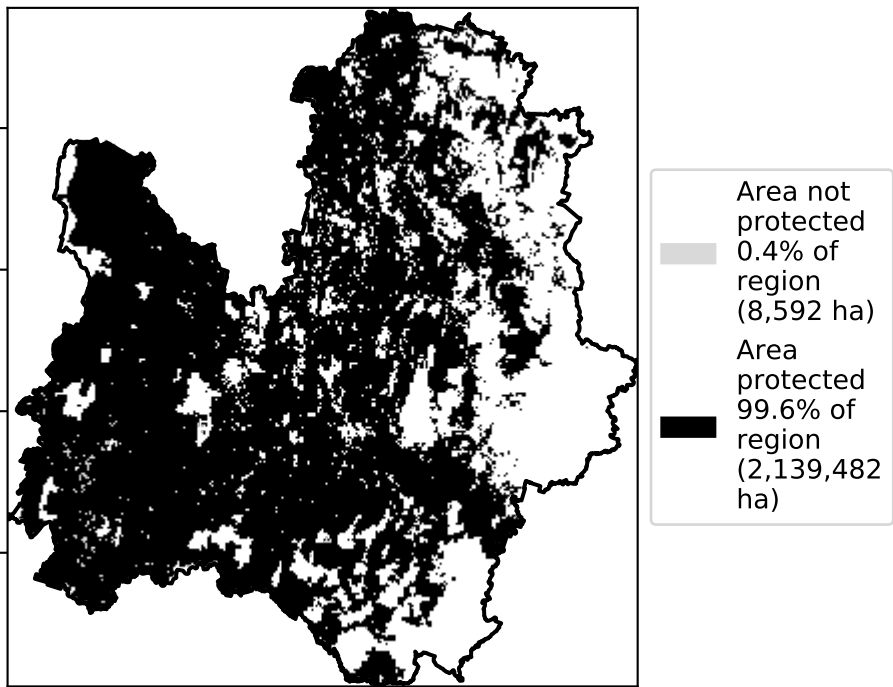 Area not
protected
0.4% of
region
(8,592 ha)
Area
protected
99.6% of
region
(2,139,482
ha)